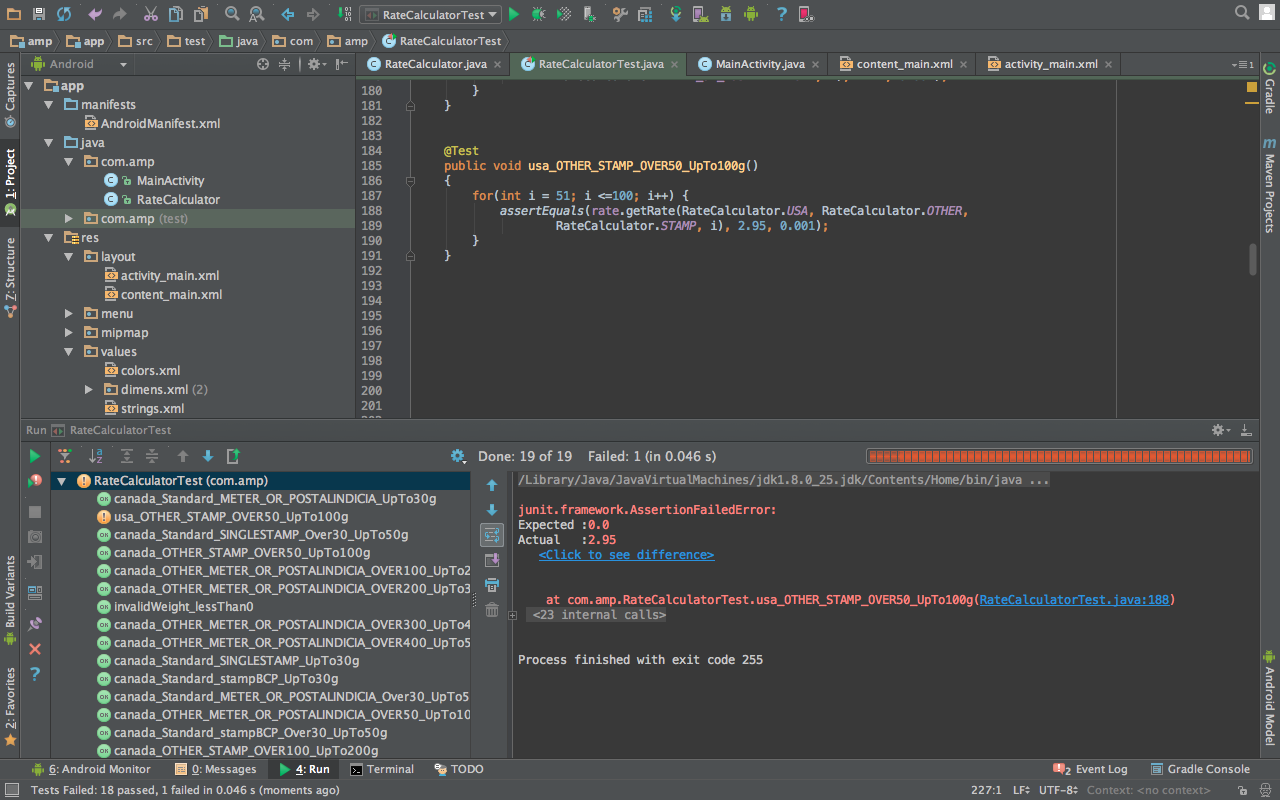 RateCalculatorTest
amp app src test java com amp RateCalculatorTest
Android
RateCalculator.java RateCalculatorTest.java MainActivity.java content_main.xml activity_main.xml
1
Captures
1: Project
7: Structure
Build Variants
2: Favorites
app
manifests
AndroidManifest.xml
java
com.amp
MainActivity
RateCalculator
com.amp (test)
res
layout
activity_main.xml
content_main.xml
menu
mipmap
values
colors.xml
dimens.xml (2)
strings.xml
180 }
181 }
182
183
184 @Test
185 public void usa_OTHER_STAMP_OVER50_UpTo100g()
186 {
187 for(int i = 51; i <=100; i++) {
188 assertEquals(rate.getRate(RateCalculator.USA, RateCalculator.OTHER,
189 RateCalculator.STAMP, i), 2.95, 0.001);
190 }
191 }
192
193
194
195
196
197
198
199
200
201
Gradle
Maven Projects
Android Model
Run RateCalculatorTest
Done: 19 of 19 Failed: 1 (in 0.046 s)
RateCalculatorTest (com.amp)
canada_Standard_METER_OR_POSTALINDICIA_UpTo30g
usa_OTHER_STAMP_OVER50_UpTo100g
canada_Standard_SINGLESTAMP_OVer30_UpTo50g
canada_OTHER_STAMP_OVER50_UpTo100g
canada_OTHER_METER_OR_POSTALINDICIA_OVER100_UpTo2
canada_OTHER_METER_OR_POSTALINDICIA_OVER200_UpTo3
invalidWeight_lessThan0
canada_OTHER_METER_OR_POSTALINDICIA_OVER300_UpTo4
canada_OTHER_METER_OR_POSTALINDICIA_OVER400_UpTo5
canada_Standard_SINGLESTAMP_UpTo30g
canada_Standard_stampBCP_UpTo30g
canada_Standard_METER_OR_POSTALINDICIA_Over30_UpTo5
canada_OTHER_METER_OR_POSTALINDICIA_OVER50_UpTo10
canada_Standard_stampBCP_Over30_UpTo50g
canada_OTHER_STAMP_OVER100_UpTo200g
/Library/Java/JavaVirtualMachines/jdk1.8.0_25.jdk/Contents/Home/bin/java ...
junit.framework.AssertionFailedError:
Expected :0.0
Actual :2.95
<Click to see difference>
at com.amp.RateCalculatorTest.usa_OTHER_STAMP_OVER50_UpTo100g(RateCalculatorTest.java:188)
<23 internal calls>
Process finished with exit code 255
6: Android Monitor 0: Messages 4: Run Terminal TODO 2 Event Log Gradle Console
Tests Failed: 18 passed, 1 failed in 0.046 s (moments ago) 227:1 LF UTF-8 Context: <no context>